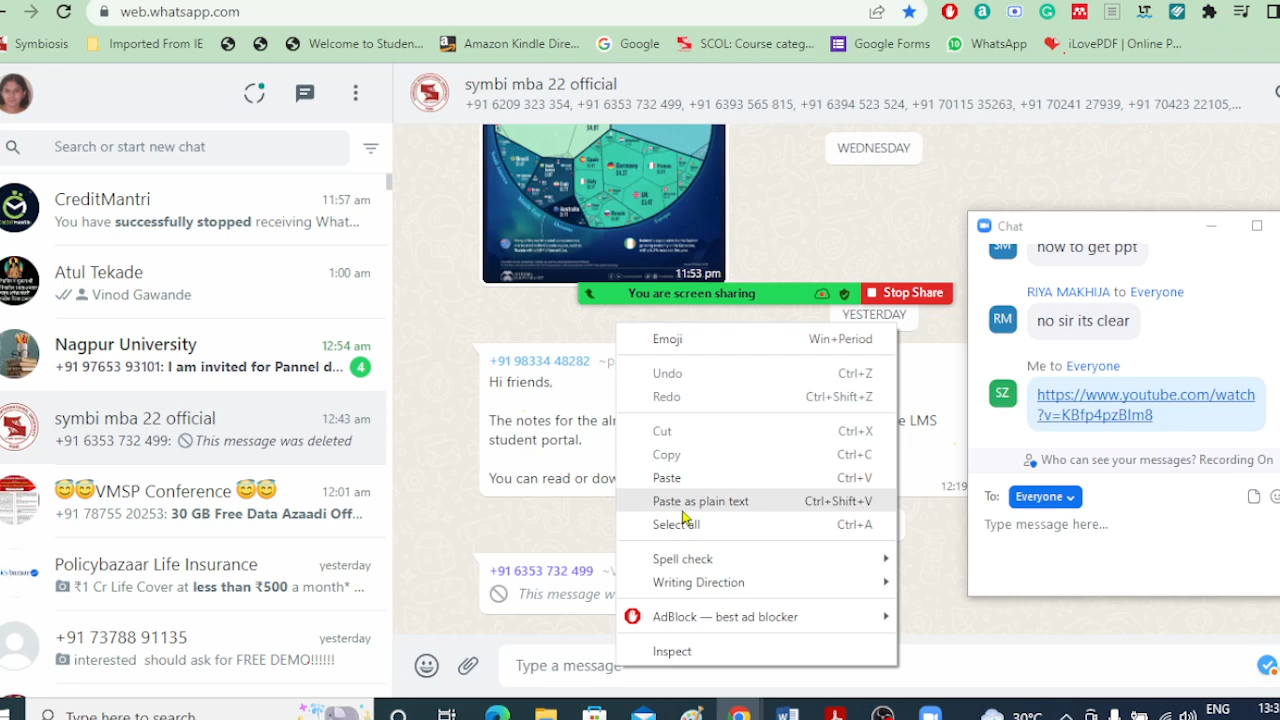 web.whatsapp.com
Symbiosis
Imported From IE
Welcome to Studen...
Amazon Kindle Dire...
Google
SCOL: Course categ...
Google Forms
10
WhatsApp
iLovePDF | Online P...
symbi mba 22 official
+91 6209 323 354, +91 6353 732 499, +91 6393 565 815, +91 6394 523 524, +91 70115 35263, +91 70241 27939, +91 70423 22105,...
Search or start new chat
CreditMantri 11:57 am
You have successfully stopped receiving What...
Atul Tekade 1:00 am
Vinod Gawande
Nagpur University 12:54 am
+91 97653 93101: I am invited for Pannel d... 4
symbi mba 22 official 12:43 am
+91 6353 732 499: This message was deleted
😇😇VMSP Conference 😇😇 12:01 am
+91 78755 20253: 30 GB Free Data Azaadi Off...
Policybazaar Life Insurance yesterday
₹1 Cr Life Cover at less than ₹500 a month* ...
+91 73788 91135 yesterday
interested should ask for FREE DEMO!!!!!!
WEDNESDAY
Germany
11:53 pm
You are screen sharing
Stop Share
YESTERDAY
+91 98334 48282 ~p
Hi friends,
The notes for the al
e LMS
student portal.
You can read or dow
12:19
+91 6353 732 499
This message w
Type a message
Emoji Win+Period
Undo Ctrl+Z
Redo Ctrl+Shift+Z
Cut Ctrl+X
Copy Ctrl+C
Paste Ctrl+V
Paste as plain text Ctrl+Shift+V
Select all Ctrl+A
Spell check
Writing Direction
AdBlock — best ad blocker
Inspect
Chat
RM
now to get ppt
RIYA MAKHIJA to Everyone
RM
no sir its clear
Me to Everyone
SZ
https://www.youtube.com/watch
?v=KBfp4pzBIm8
Who can see your messages? Recording On
To: Everyone
Type message here...
Type here to search
30°C
ENG
13:3